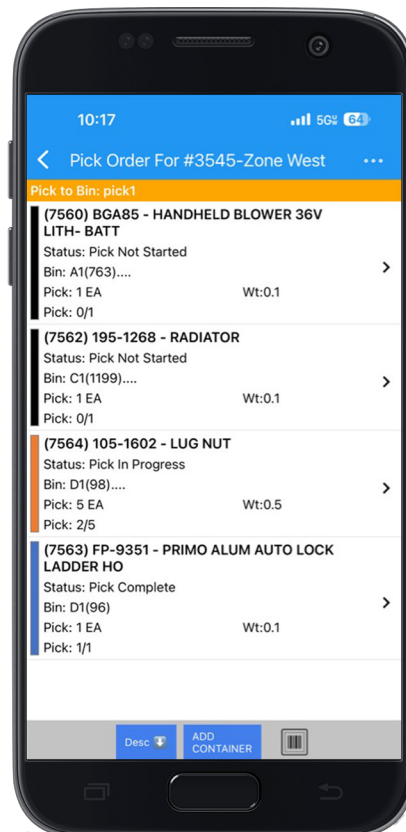 10:17 5G 64
Pick Order For #3545-Zone West ...
Pick to Bin: pick1
(7560) BGA85 - HANDHELD BLOWER 36V
LITH- BATT
Status: Pick Not Started
Bin: A1(763)....
Pick: 1 EA Wt:0.1
Pick: 0/1
(7562) 195-1268 - RADIATOR
Status: Pick Not Started
Bin: C1(1199)....
Pick: 1 EA Wt:0.1
Pick: 0/1
(7564) 105-1602 - LUG NUT
Status: Pick In Progress
Bin: D1(98)....
Pick: 5 EA Wt:0.5
Pick: 2/5
(7563) FP-9351 - PRIMO ALUM AUTO LOCK
LADDER HO
Status: Pick Complete
Bin: D1(96)
Pick: 1 EA Wt:0.1
Pick: 1/1
Desc
ADD
CONTAINER